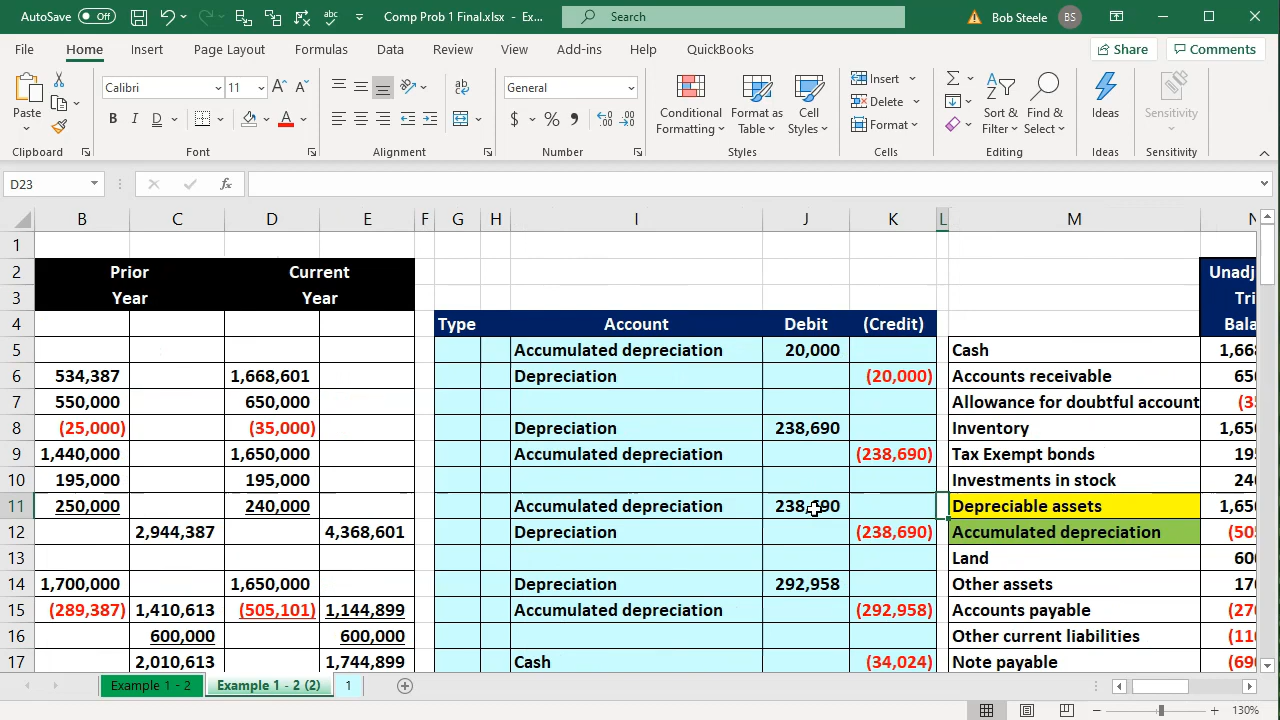 AutoSave Off Comp Prob 1 Final.xlsx - Ex... Search Bob Steele BS
File Home Insert Page Layout Formulas Data Review View Add-ins Help QuickBooks Share Comments
Paste Calibri 11 General Conditional Formatting Format as Table Cell Styles Insert Delete Format Sort & Filter Find & Select Ideas Sensitivity
Clipboard Font Alignment Number Styles Cells Editing Ideas Sensitivity
D23 fx
B C D E F G H I J K L M N
1
2 Prior Current Unadj
3 Year Year Tri
4 Type Account Debit (Credit) Bala
5 Accumulated depreciation 20,000 Cash 1,668
6 534,387 1,668,601 Depreciation (20,000) Accounts receivable 650
7 550,000 650,000 Allowance for doubtful account (35
8 (25,000) (35,000) Depreciation 238,690 Inventory 1,650
9 1,440,000 1,650,000 Accumulated depreciation (238,690) Tax Exempt bonds 195
10 195,000 195,000 Investments in stock 240
11 250,000 240,000 Accumulated depreciation 238,690 Depreciable assets 1,650
12 2,944,387 4,368,601 Depreciation (238,690) Accumulated depreciation (505
13 Land 600
14 1,700,000 1,650,000 Depreciation 292,958 Other assets 170
15 (289,387) 1,410,613 (505,101) 1,144,899 Accumulated depreciation (292,958) Accounts payable (270
16 600,000 600,000 Other current liabilities (110
17 2,010,613 1,744,899 Cash (34,024) Note payable (690
Example 1 - 2 Example 1 - 2 (2) 1
130%